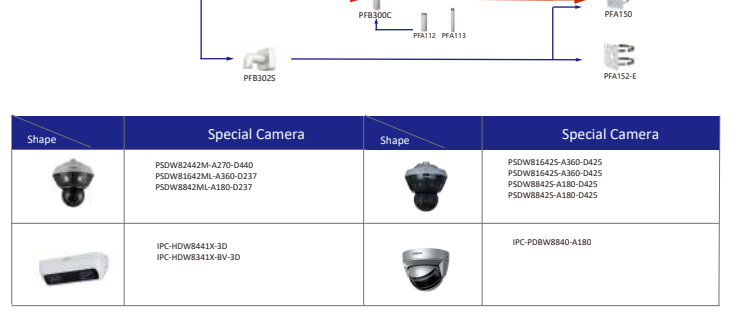 PFB300C
PFA150
PFA112 PFA113
PFB302S
PFA152-E
Shape
Special Camera
Shape
Special Camera
PSDW82442M-A270-D440
PSDW81642ML-A360-D237
PSDW8842ML-A180-D237
PSDW81642S-A360-D425
PSDW81642S-A360-D425
PSDW8842S-A180-D425
PSDW8842S-A180-D425
IPC-HDW8441X-3D
IPC-HDW8341X-BV-3D
IPC-PDBW8840-A180